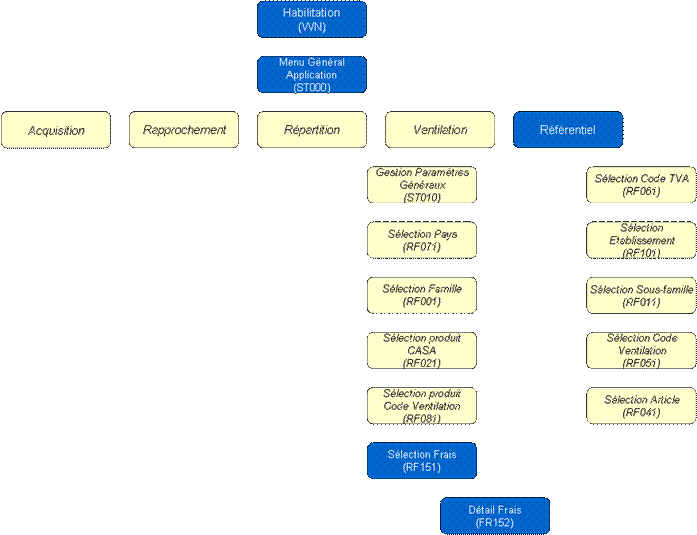 Habilitation
(VVN)
Menu Général
Application
(ST000)
Acquisition
Rapprochement
Répartition
Ventilation
Référentiel
Gestion Paramètres
Généraux
(ST010)
Sélection Code TVA
(RF061)
Sélection
Pays
(RF071)
Sélection
Etablissement
(RF101)
Sélection Famille
(RF001)
Sélection Sous-famille
(RF011)
Sélection produit
CASA
(RF021)
Sélection Code
Ventilation
(RF051)
Sélection produit
Code Ventilation
(RF081)
Sélection Article
(RF041)
Sélection Frais
(RF151)
Détail Frais
(FR152)